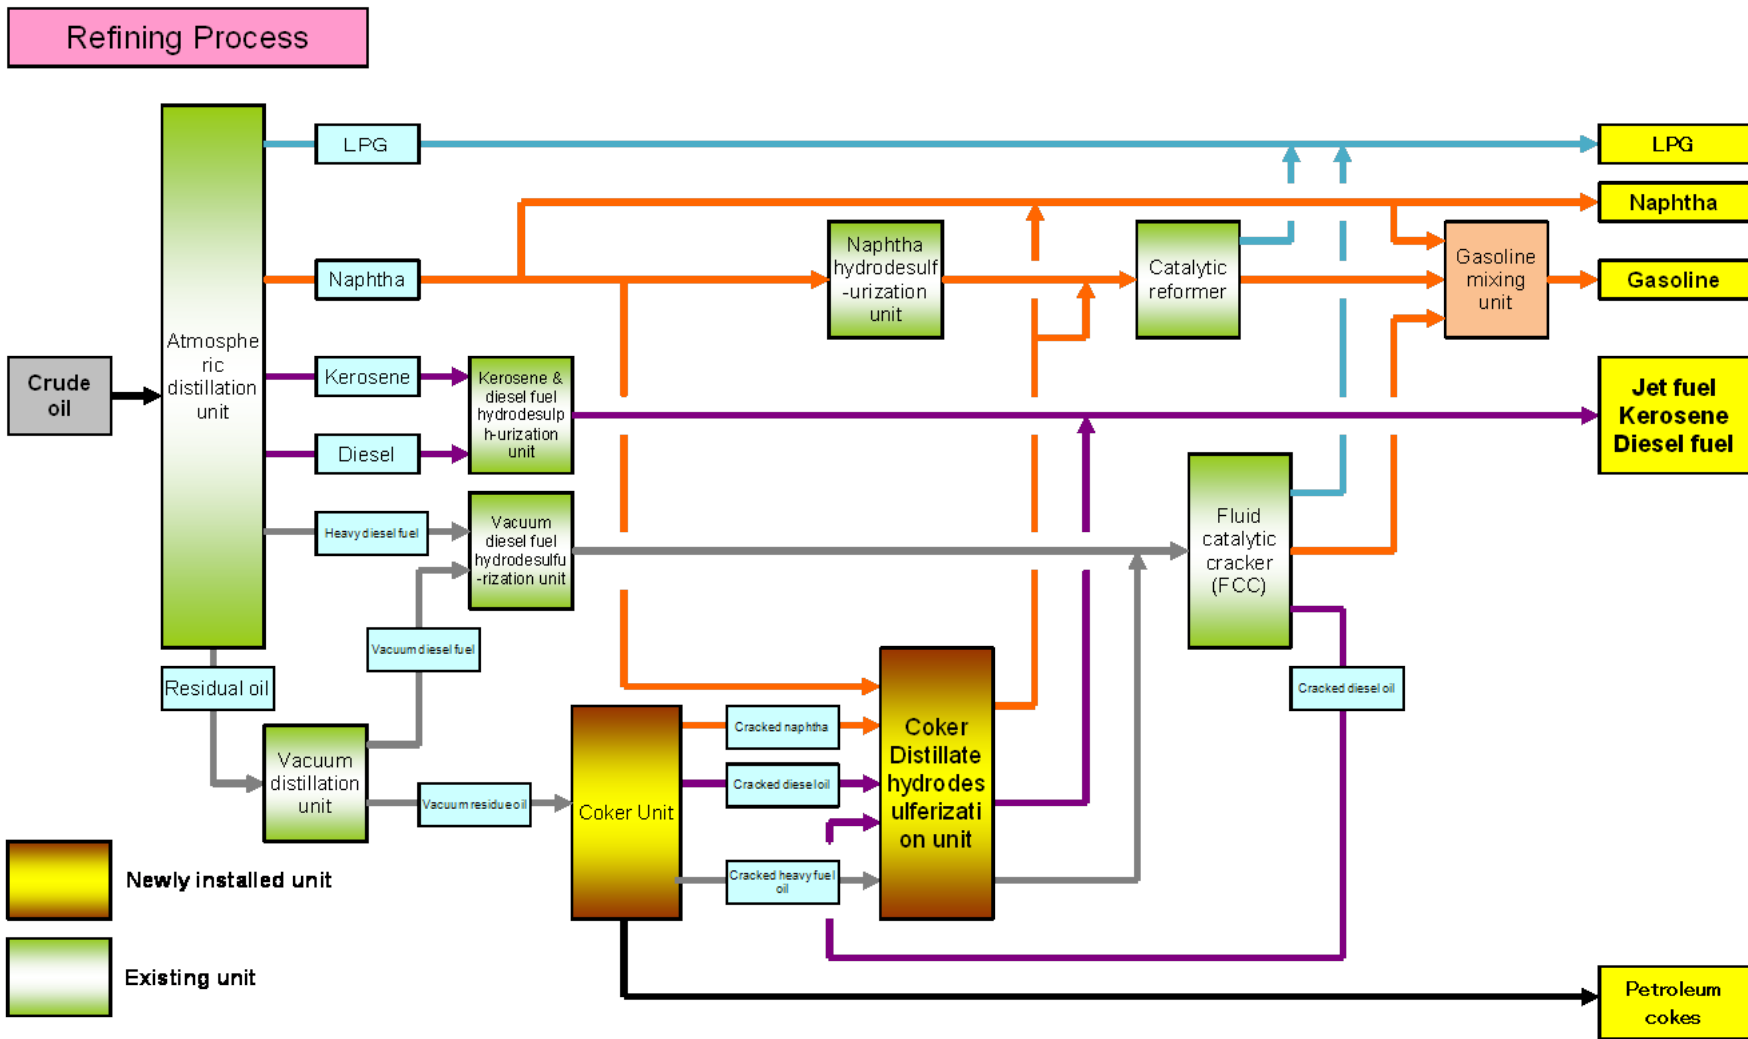 Refining Process
LPG
LPG
Naphtha
Naphtha
hydrodesulf
-urization
unit
Catalytic
reformer
Gasoline
mixing
unit
Naphtha
Gasoline
Crude
oil
Atmosphe
ric
distillation
unit
Kerosene
Diesel
Kerosene &
diesel fuel
hydrodesulp
h-urization
unit
Jet fuel
Kerosene
Diesel fuel
Heavy diesel fuel
Vacuum
diesel fuel
hydrodesulfu
-rization unit
Fluid
catalytic
cracker
(FCC)
Vacuum diesel fuel
Residual oil
Cracked diesel oil
Vacuum
distillation
unit
Vacuum residue oil
Coker Unit
Cracked naphtha
Cracked diesel oil
Cracked heavy fuel
oil
Coker
Distillate
hydrodes
ulferizati
on unit
Newly installed unit
Existing unit
Petroleum
cokes